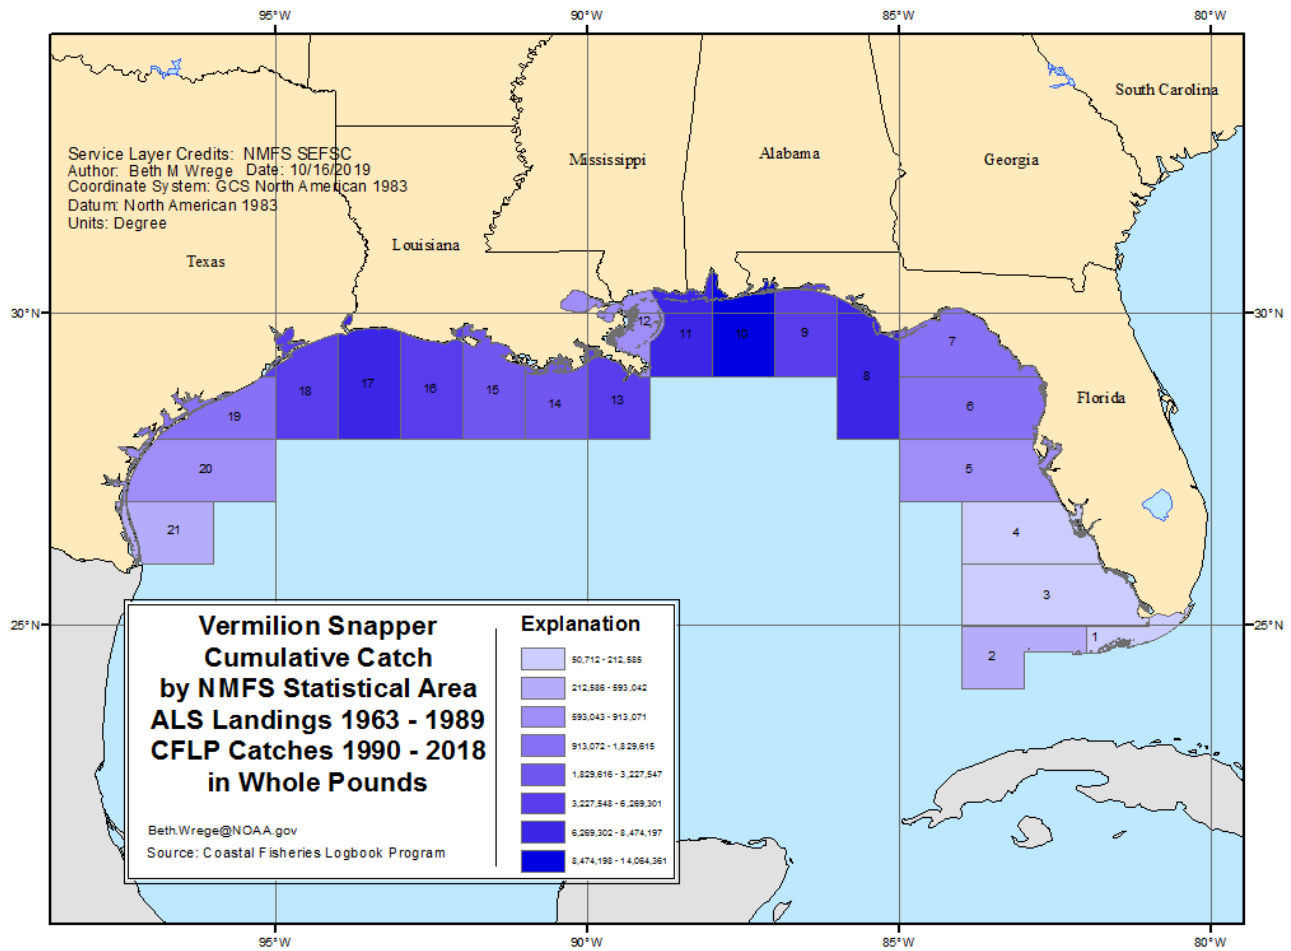 95°W 90°W 85°W 80°W
South Carolina
Service Layer Credits: NMFS SEFSC
Author: Beth M Wrege Date: 10/16/2019
Coordinate System: GCS North American 1983
Datum: North American 1983
Units: Degree
Mississippi Alabama Georgia
Louisiana
Texas
30°N 30°N
12
11 10 9
7
8
Florida
18 17 16 15 14 13
6
19
20
5
21
4
3
25°N 25°N
1
2
Vermilion Snapper
Cumulative Catch
by NMFS Statistical Area
ALS Landings 1963 - 1989
CFLP Catches 1990 - 2018
in Whole Pounds
Beth.Wrege@NOAA.gov
Source: Coastal Fisheries Logbook Program
Explanation
50,712 - 212,585
212,586 - 593,042
593,043 - 913,071
913,072 - 1,829,615
1,829,616 - 3,227,547
3,227,548 - 6,269,301
6,269,302 - 8,474,197
8,474,198 - 14,064,361
95°W 90°W 85°W 80°W